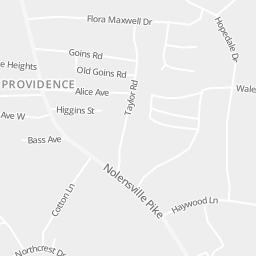 Flora Maxwell Dr
Hopedale Dr
Goins Rd
e Heights
Old Goins Rd
PROVIDENCE
Alice Ave
Wale
Taylor Rd
Higgins St
Ave W
Bass Ave
Nolensville Pike
Cotton Ln
Haywood Ln
Northcrest Dr